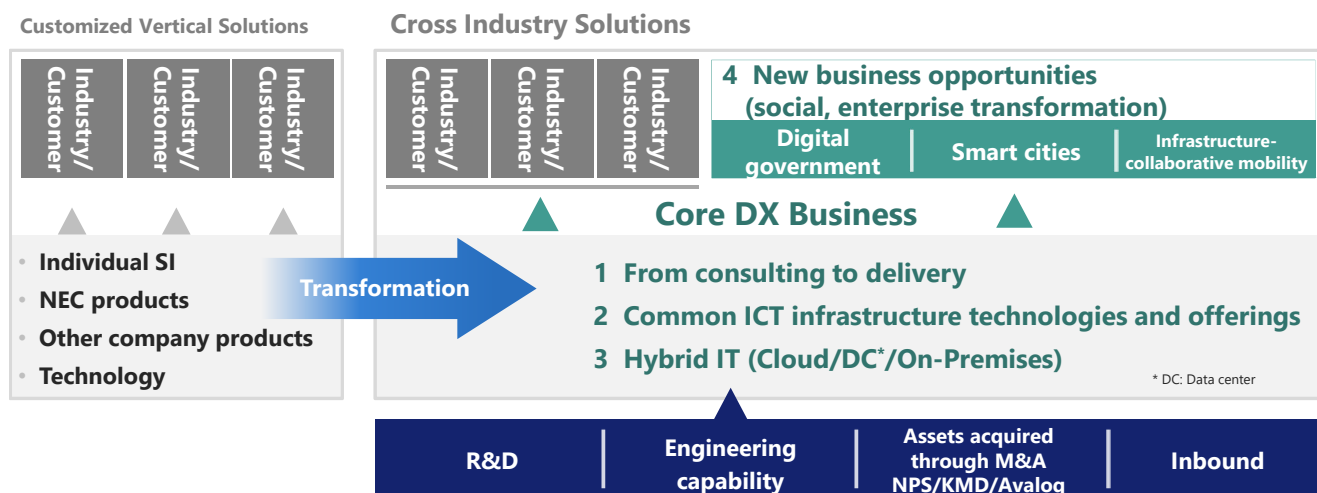 Customized Vertical Solutions
Industry/
Customer
Industry/
Customer
Industry/
Customer
• Individual SI
• NEC products
• Other company products
• Technology
Transformation
Cross Industry Solutions
Industry/
Customer
Industry/
Customer
Industry/
Customer
4 New business opportunities
(social, enterprise transformation)
Digital
government
Smart cities
Infrastructure-
collaborative mobility
Core DX Business
1 From consulting to delivery
2 Common ICT infrastructure technologies and offerings
3 Hybrid IT (Cloud/DC*/On-Premises)
* DC: Data center
R&D
Engineering
capability
Assets acquired
through M&A
NPS/KMD/Avaloq
Inbound